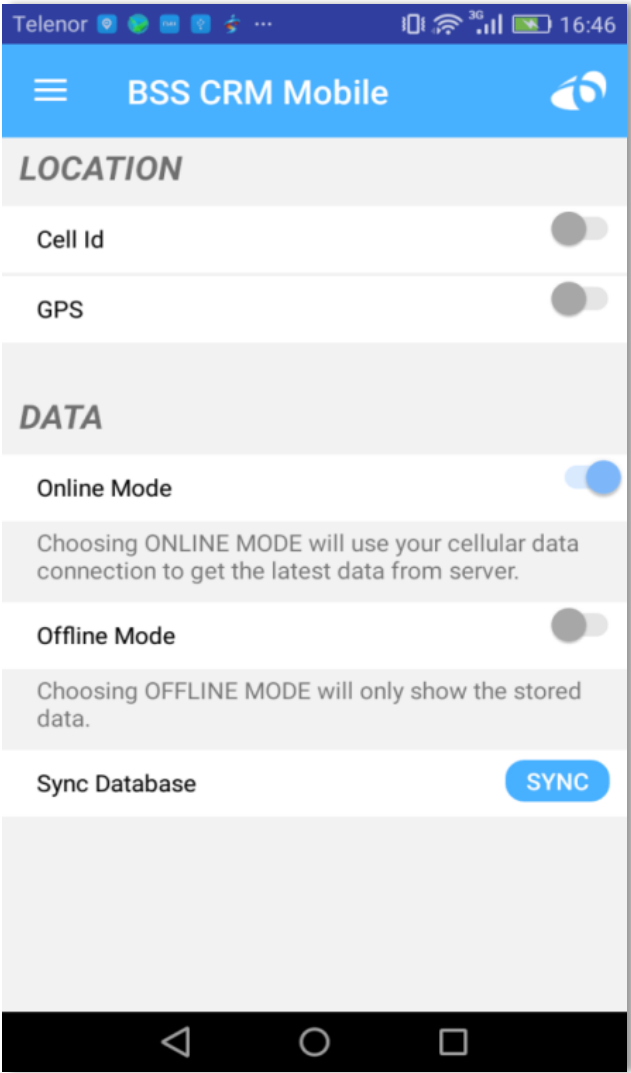 Telenor ... 3G 16:46
BSS CRM Mobile
LOCATION
Cell Id
GPS
DATA
Online Mode
Choosing ONLINE MODE will use your cellular data
connection to get the latest data from server.
Offline Mode
Choosing OFFLINE MODE will only show the stored
data.
Sync Database SYNC